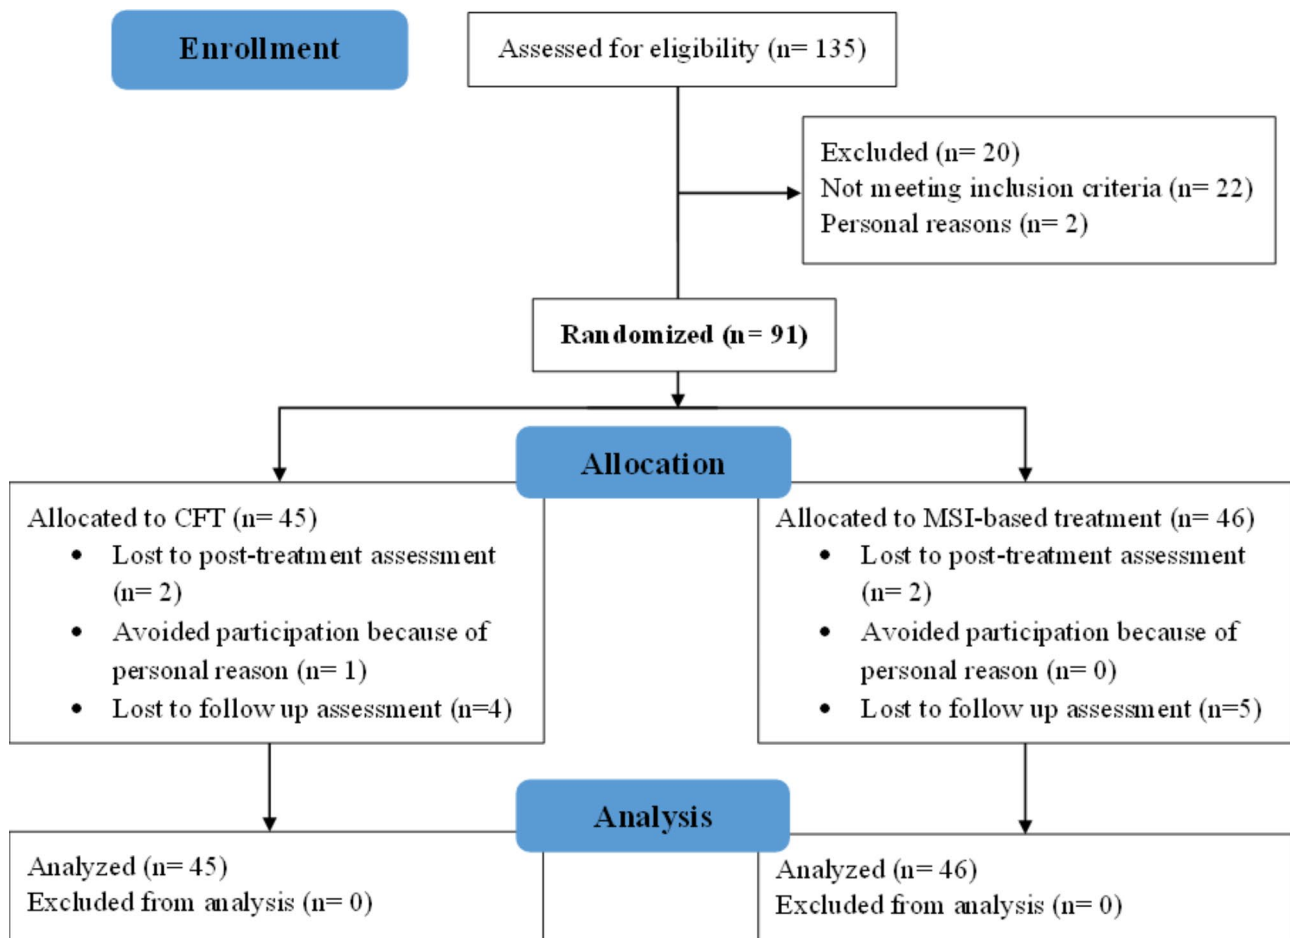 Enrollment
Assessed for eligibility (n= 135)
Excluded (n= 20)
Not meeting inclusion criteria (n= 22)
Personal reasons (n= 2)
Randomized (n= 91)
Allocation
Allocated to CFT (n= 45)
• Lost to post-treatment assessment
(n= 2)
• Avoided participation because of
personal reason (n= 1)
• Lost to follow up assessment (n=4)
Allocated to MSI-based treatment (n= 46)
• Lost to post-treatment assessment
(n= 2)
• Avoided participation because of
personal reason (n= 0)
• Lost to follow up assessment (n=5)
Analysis
Analyzed (n= 45)
Excluded from analysis (n= 0)
Analyzed (n= 46)
Excluded from analysis (n= 0)